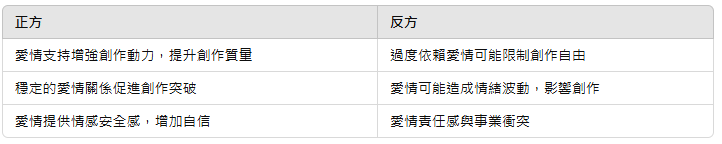 正方 反方
愛情支持增強創作動力，提升創作質量 過度依賴愛情可能限制創作自由
穩定的愛情關係促進創作突破 愛情可能造成情緒波動，影響創作
愛情提供情感安全感，增加自信 愛情責任感與事業衝突